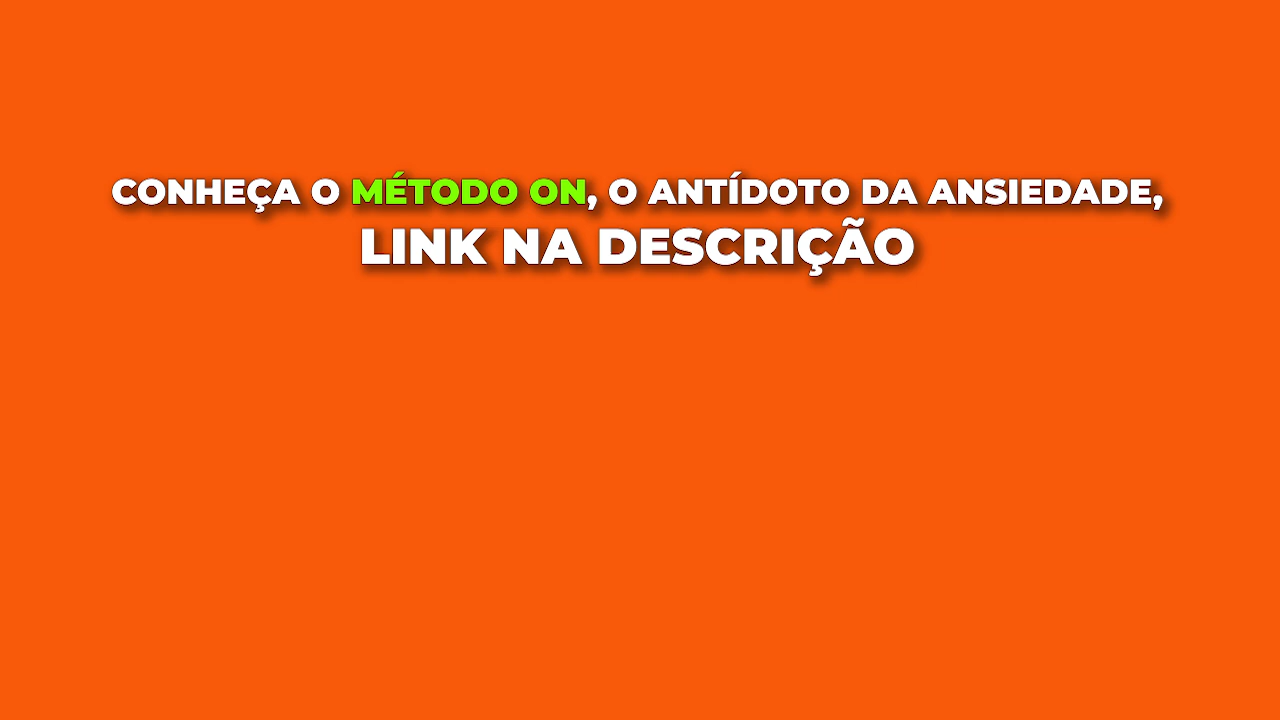 CONHEÇA O MÉTODO ON, O ANTÍDOTO DA ANSIEDADE,
LINK NA DESCRIÇÃO